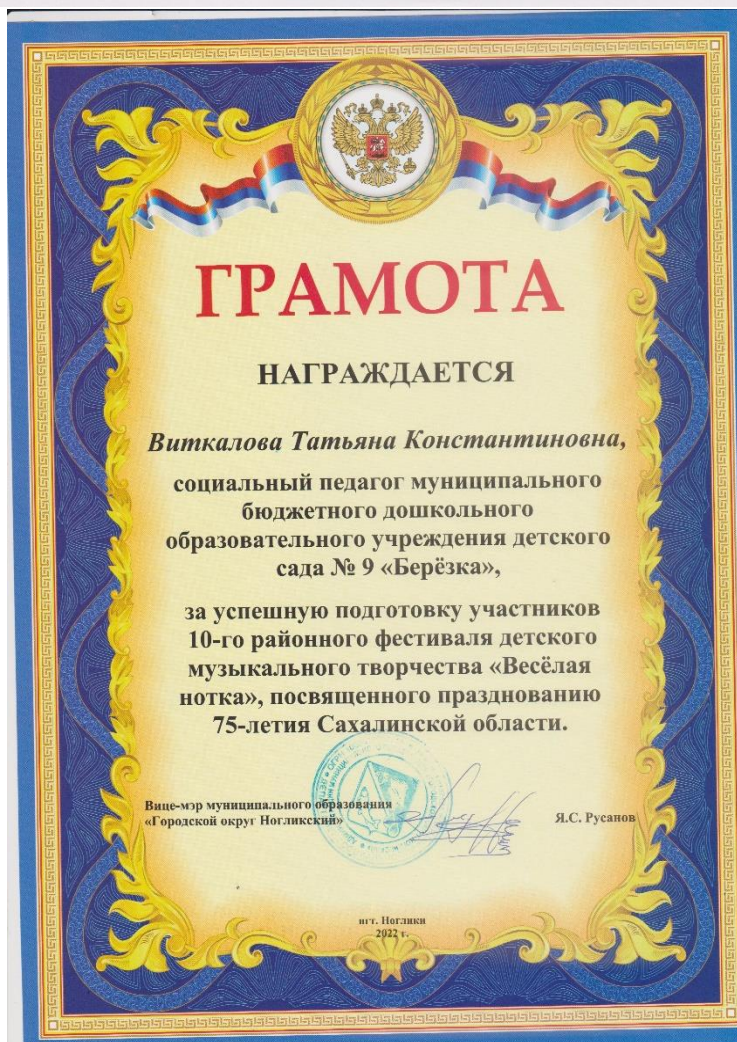 ГРАМОТА
НАГРАЖДАЕТСЯ
Виткалова Татьяна Константиновна,
социальный педагог муниципального
бюджетного дошкольного
образовательного учреждения детского
сада № 9 «Берёзка»,
за успешную подготовку участников
10-го районного фестиваля детского
музыкального творчества «Весёлая
нотка», посвященного празднованию
75-летия Сахалинской области.
Вице-мэр муниципального образования
«Городской округ Ногликский»
Я.С. Русанов
пгт. Ноглики
2022 г.